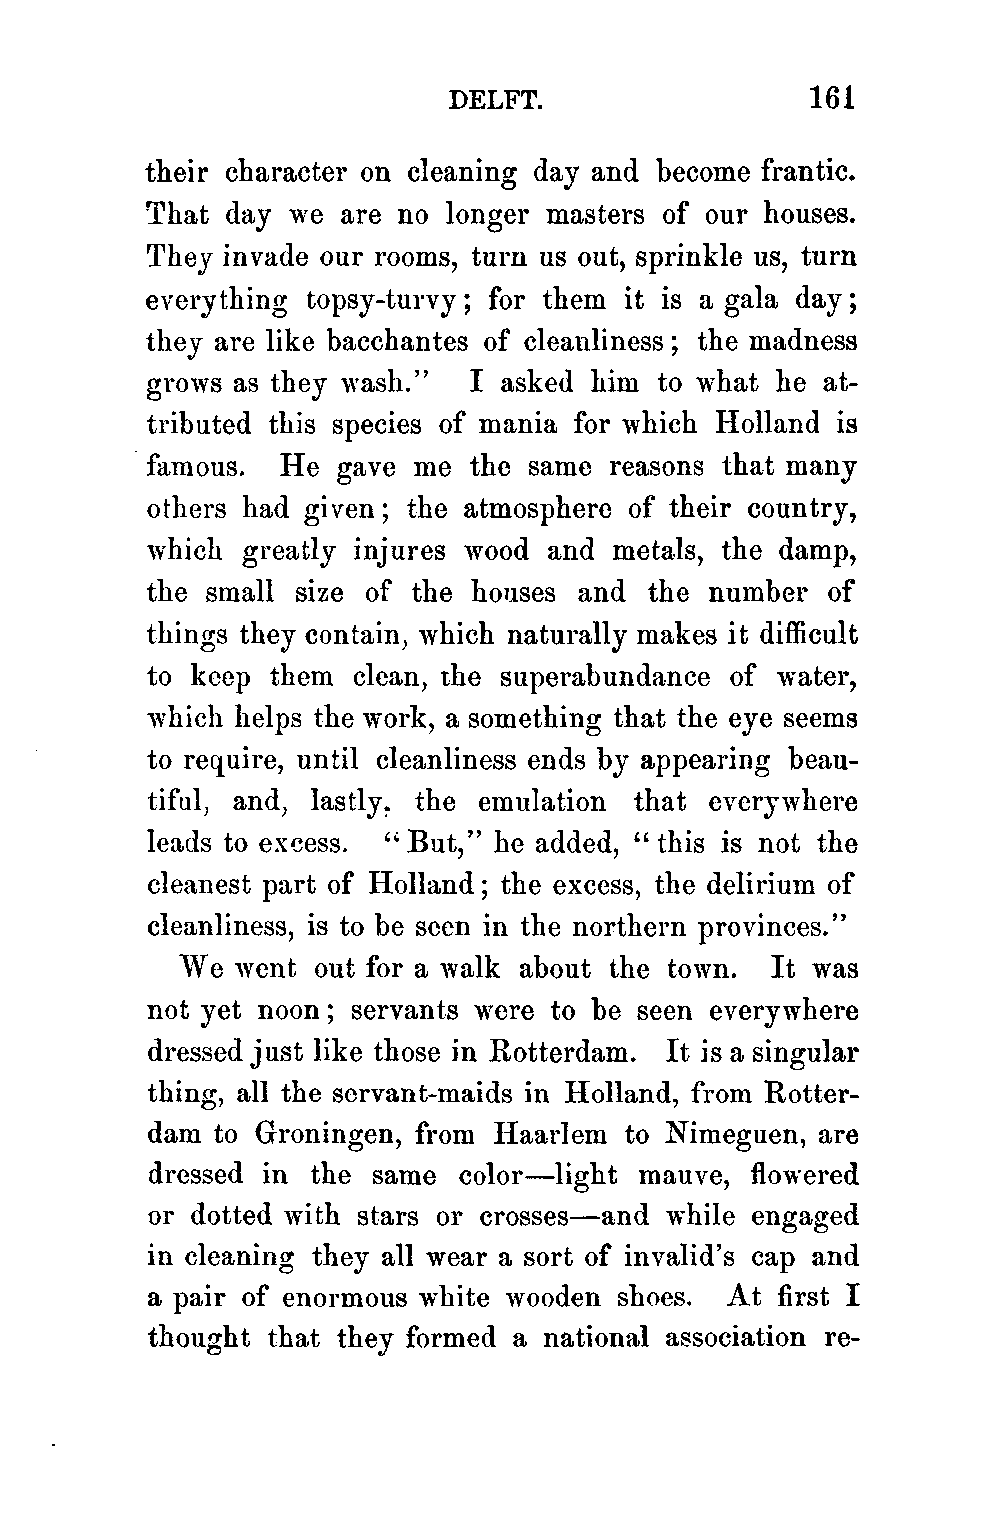 DELFT. 161
their character on cleaning day and become frantic.
That day we are no longer masters of our houses.
They invade our rooms, turn us out, sprinkle us, turn
everything topsy-turvy; for them it is a gala day;
they are like bacchantes of cleanliness; the madness
grows as they wash.” I asked him to what he at-
tributed this species of mania for which Holland is
famous. He gave me the same reasons that many
others had given; the atmosphere of their country,
which greatly injures wood and metals, the damp,
the small size of the houses and the number of
things they contain, which naturally makes it difficult
to keep them clean, the superabundance of water,
which helps the work, a something that the eye seems
to require, until cleanliness ends by appearing beau-
tiful, and, lastly, the emulation that everywhere
leads to excess. “But,” he added, “this is not the
cleanest part of Holland; the excess, the delirium of
cleanliness, is to be seen in the northern provinces.”
We went out for a walk about the town. It was
not yet noon; servants were to be seen everywhere
dressed just like those in Rotterdam. It is a singular
thing, all the servant-maids in Holland, from Rotter-
dam to Groningen, from Haarlem to Nimeguen, are
dressed in the same color—light mauve, flowered
or dotted with stars or crosses—and while engaged
in cleaning they all wear a sort of invalid’s cap and
a pair of enormous white wooden shoes. At first I
thought that they formed a national association re-